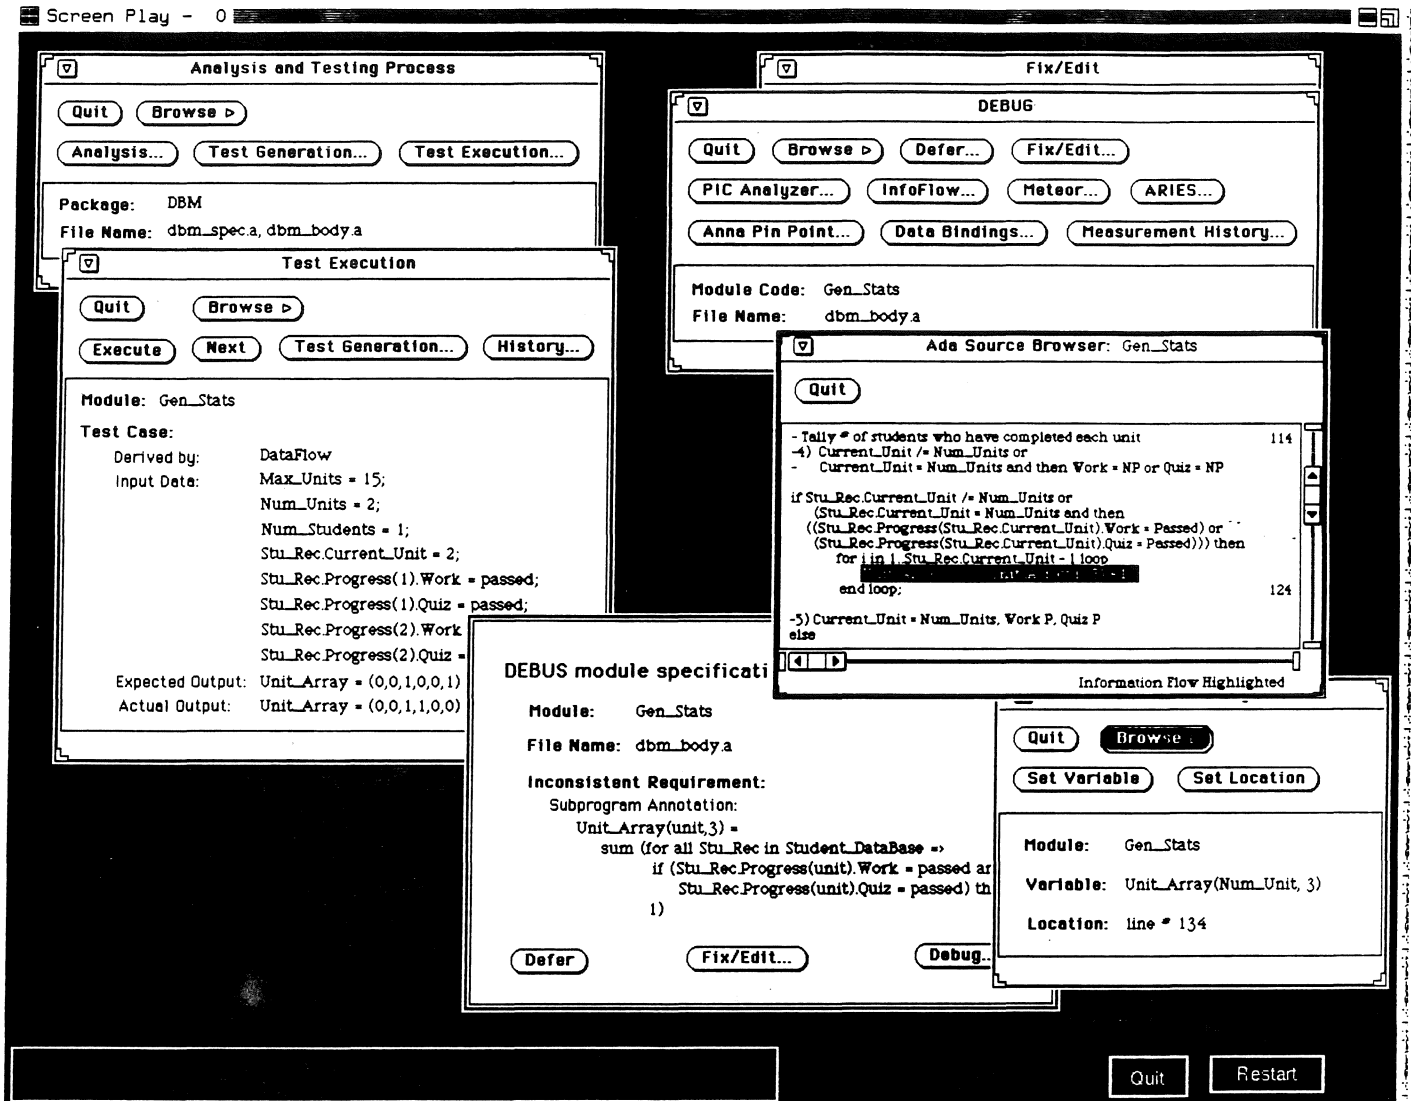 Screen Play - 0
Analysis and Testing Process
Quit Browse ▷
Analysis... Test Generation... Test Execution...
Package: DBM
File Name: dbm_spec.a, dbm_body.a
Test Execution
Quit Browse ▷
Execute Next Test Generation... History...
Module: Gen_Stats
Test Case:
Derived by: DataFlow
Input Data: Max_Units = 15;
Num_Units = 2;
Num_Students = 1;
Stu_Rec.Current_Unit = 2;
Stu_Rec.Progress(1).Work = passed;
Stu_Rec.Progress(1).Quiz = passed;
Stu_Rec.Progress(2).Work
Stu_Rec.Progress(2).Quiz =
Expected Output: Unit_Array = (0,0,1,0,0,1)
Actual Output: Unit_Array = (0,0,1,1,0,0)
Fix/Edit
DEBUG
Quit Browse ▷ Defer... Fix/Edit...
PIC Analyzer... InfoFlow... Meteor... ARIES...
Anna Pin Point... Data Bindings... Measurement History...
Module Code: Gen_Stats
File Name: dbm_body.a
Ada Source Browser: Gen_Stats
Quit
- Tally # of students who have completed each unit 114
-4) Current_Unit /= Num_Units or
- Current_Unit = Num_Units and then Work = NP or Quiz = NP
if Stu_Rec.Current_Unit /= Num_Units or
(Stu_Rec.Current_Unit = Num_Units and then
((Stu_Rec.Progress(Stu_Rec.Current_Unit).Work = Passed) or
(Stu_Rec.Progress(Stu_Rec.Current_Unit).Quiz = Passed))) then
for i in 1..Stu_Rec.Current_Unit - 1 loop
end loop; 124
-5) Current_Unit = Num_Units, Work P, Quiz P
else
Information Flow Highlighted
DEBUS module specificati
Module: Gen_Stats
File Name: dbm_body.a
Inconsistent Requirement:
Subprogram Annotation:
Unit_Array(unit,3) =
sum (for all Stu_Rec in Student_DataBase =>
if (Stu_Rec.Progress(unit).Work = passed ar
Stu_Rec.Progress(unit).Quiz = passed) th
1)
Defer Fix/Edit... Debug..
Quit Browse
Set Variable Set Location
Module: Gen_Stats
Variable: Unit_Array(Num_Unit, 3)
Location: line # 134
Quit Restart